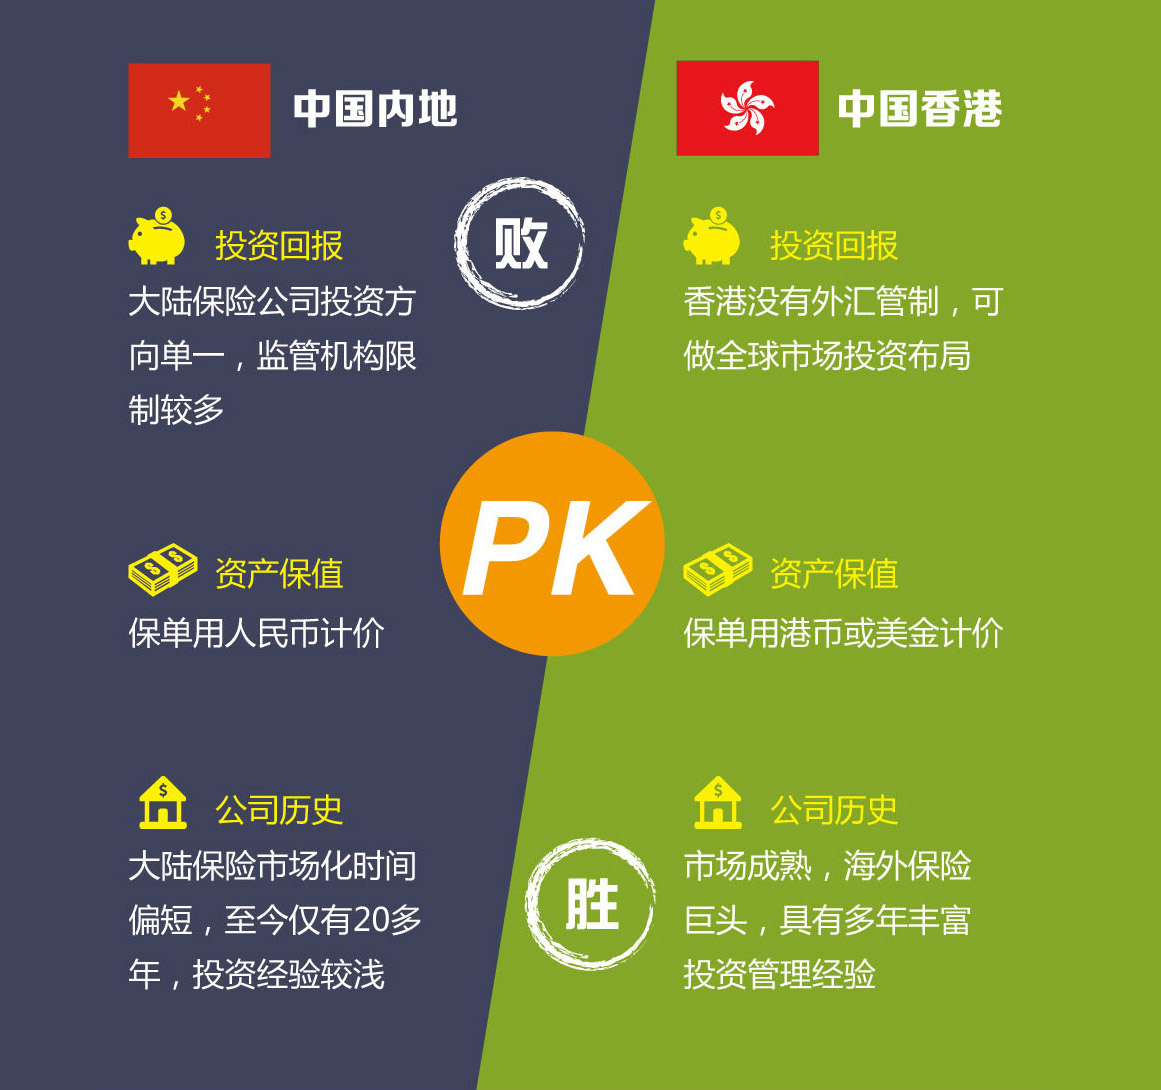 中国内地
败
投资回报
大陆保险公司投资方
向单一，监管机构限
制较多
资产保值
保单用人民币计价
公司历史
大陆保险市场化时间
偏短，至今仅有20多
年，投资经验较浅
PK
中国香港
投资回报
香港没有外汇管制，可
做全球市场投资布局
资产保值
保单用港币或美金计价
公司历史
胜
市场成熟，海外保险
巨头，具有多年丰富
投资管理经验